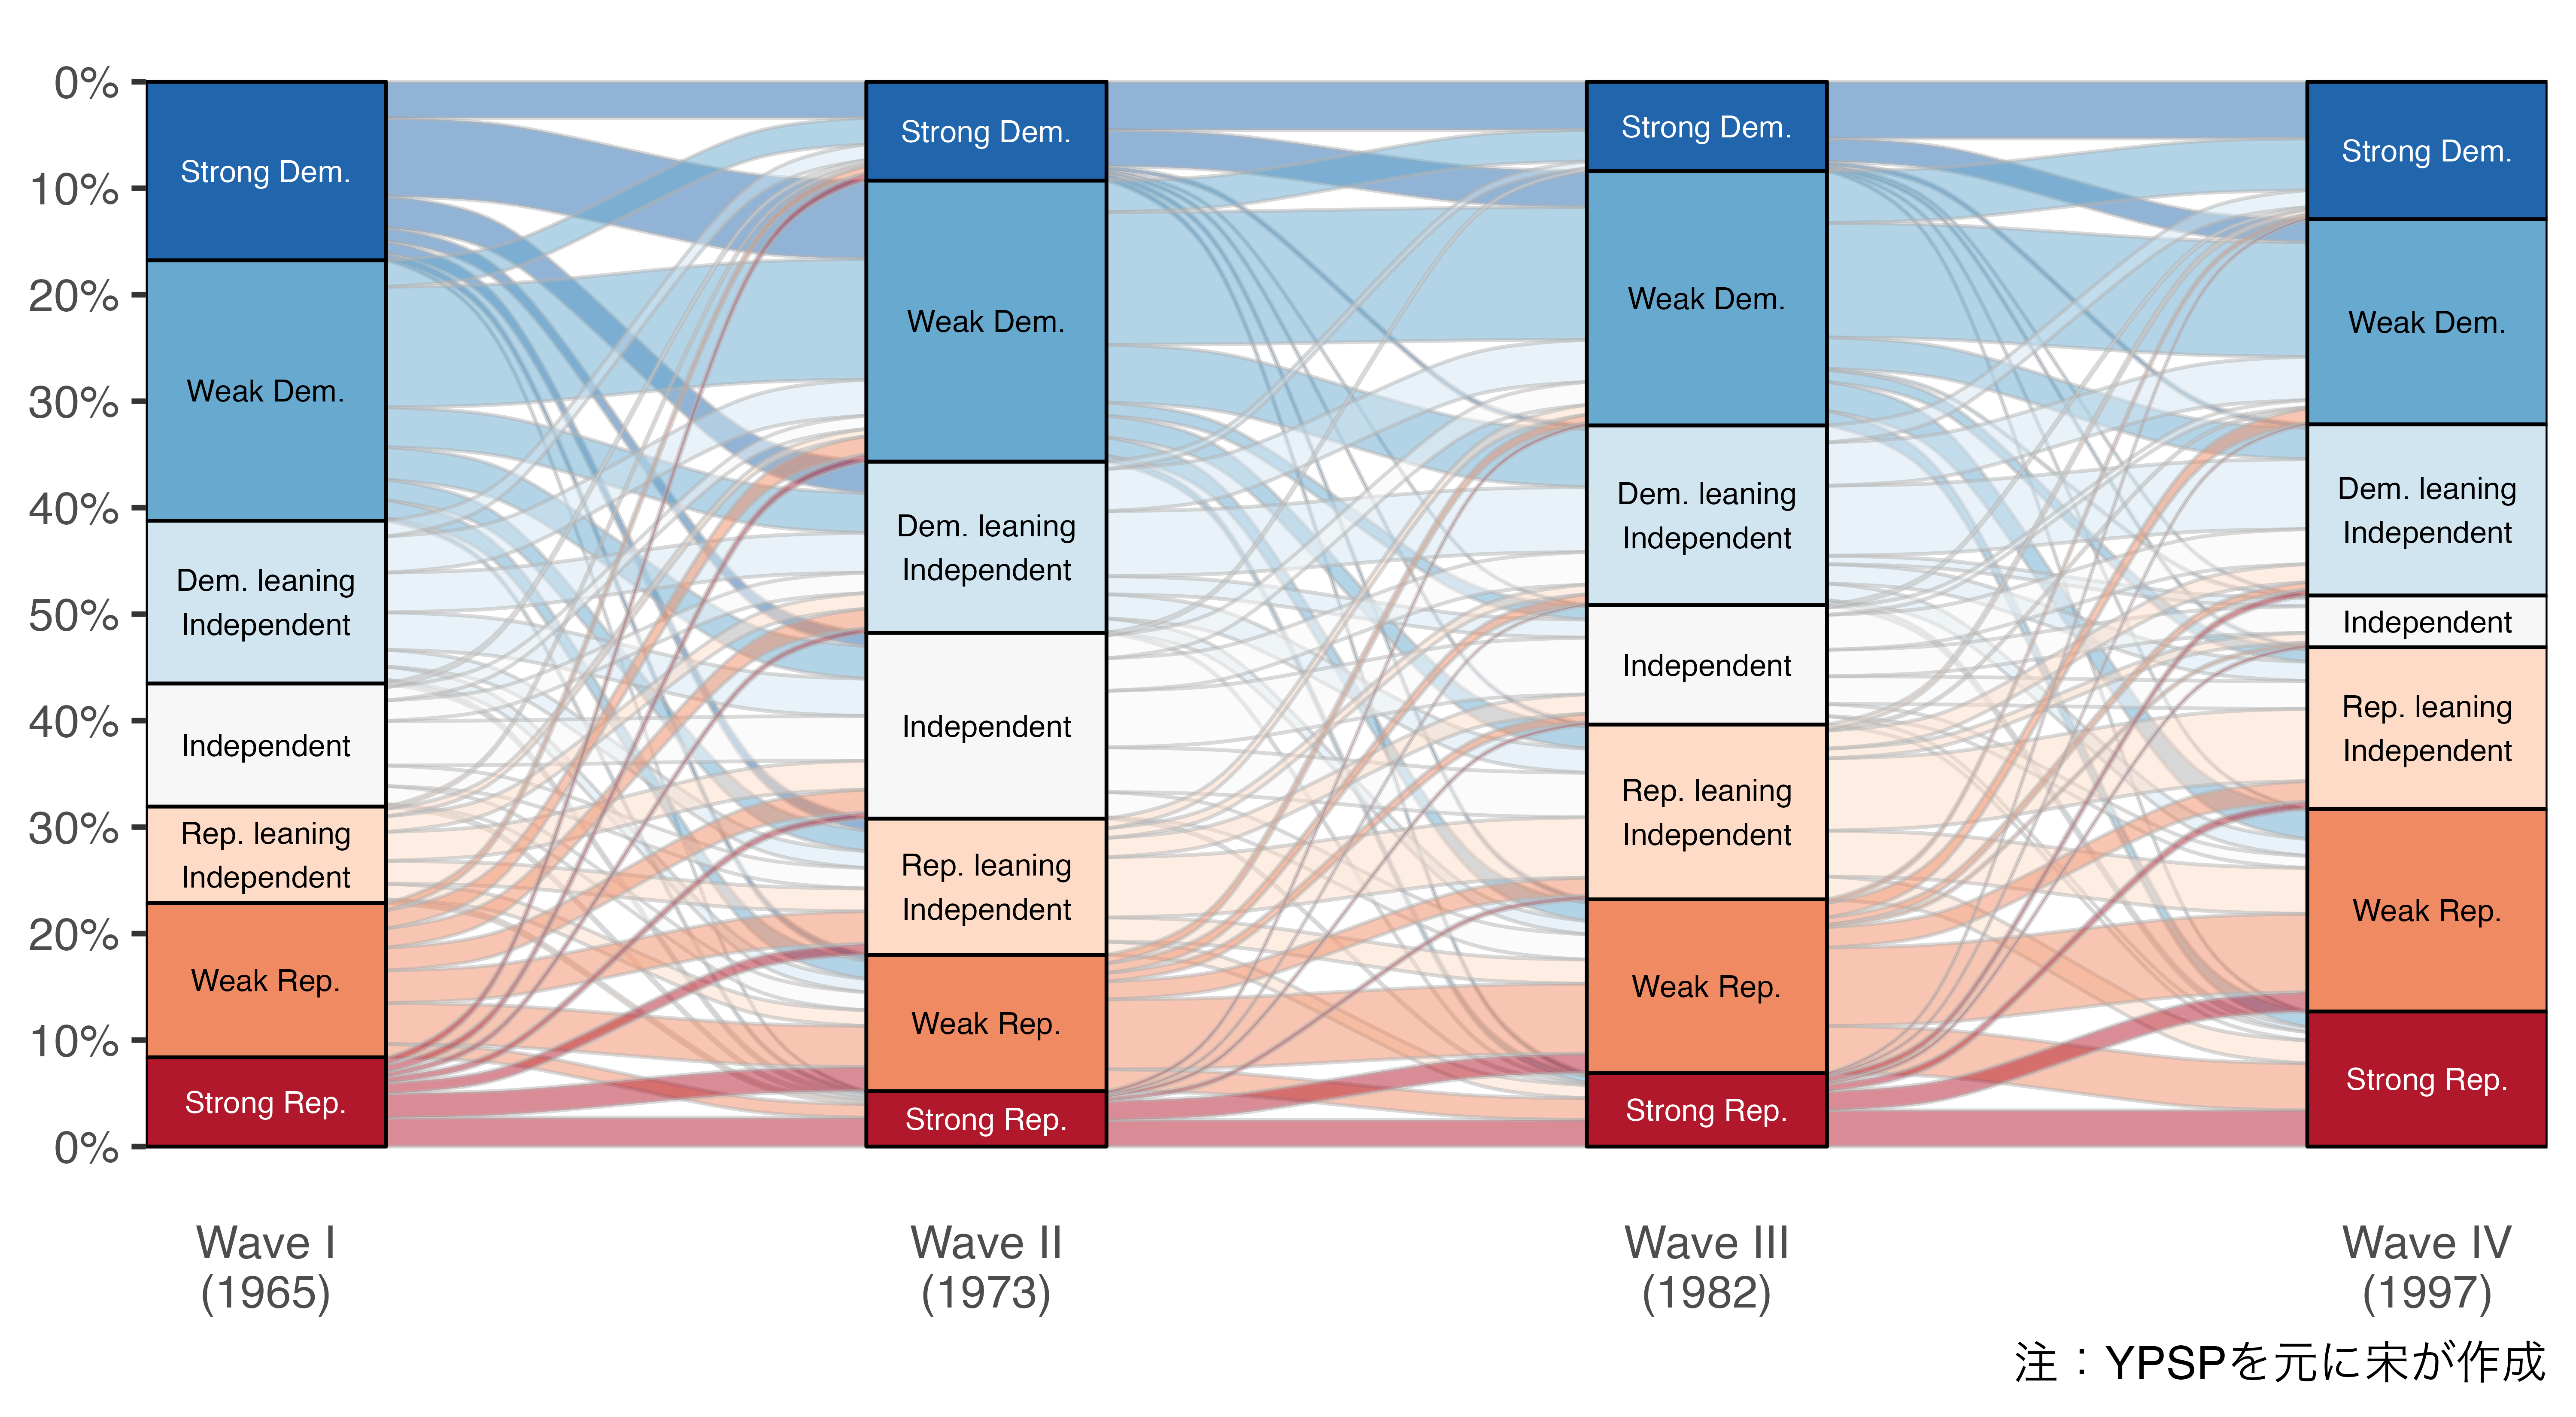 0%
10%
20%
30%
40%
50%
40%
30%
20%
10%
0%
Strong Dem.
Weak Dem.
Dem. leaning
Independent
Independent
Rep. leaning
Independent
Weak Rep.
Strong Rep.
Strong Dem.
Weak Dem.
Dem. leaning
Independent
Independent
Rep. leaning
Independent
Weak Rep.
Strong Rep.
Strong Dem.
Weak Dem.
Dem. leaning
Independent
Independent
Rep. leaning
Independent
Weak Rep.
Strong Rep.
Strong Dem.
Weak Dem.
Dem. leaning
Independent
Independent
Rep. leaning
Independent
Weak Rep.
Strong Rep.
Wave I
(1965)
Wave II
(1973)
Wave III
(1982)
Wave IV
(1997)
注：YPSPを元に宋が作成